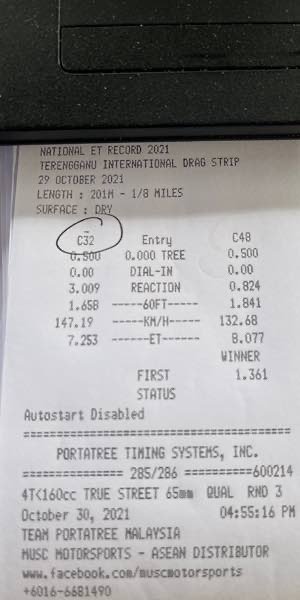 NATIONAL ET RECORD 2021
TERENGGANU INTERNATIONAL DRAG STRIP
29 OCTOBER 2021
LENGTH : 201M - 1/8 MILES
SURFACE : DRY
C32 Entry C48
0.500 0.000 TREE 0.500
0.00 DIAL-IN 0.00
3.009 REACTION 0.824
1.658 -----60FT----- 1.841
147.19 -----KM/H----- 132.68
7.253 ------ET------ 8.077
WINNER
FIRST 1.361
STATUS
Autostart Disabled
========================================
PORTATREE TIMING SYSTEMS, INC.
============= 285/286 ==========600214
4T<160cc TRUE STREET 65mm QUAL RND 3
October 30, 2021 04:55:16 PM
TEAM PORTATREE MALAYSIA
MUSC MOTORSPORTS - ASEAN DISTRIBUTOR
www.facebook.com/muscmotorsports
+6016-6681490